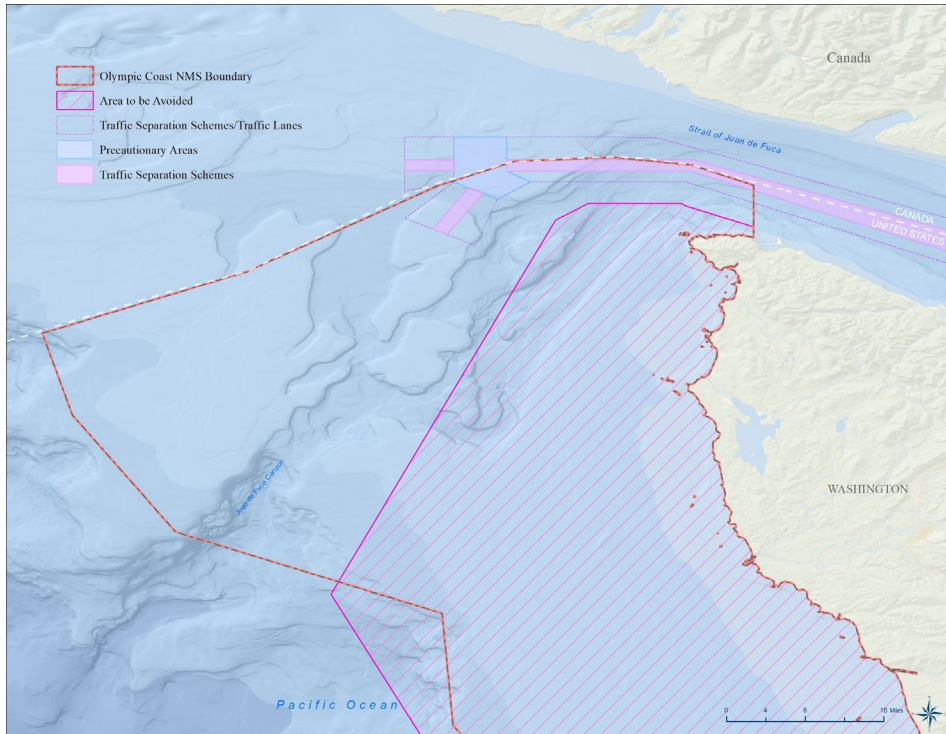 Canada
Olympic Coast NMS Boundary
Area to be Avoided
Traffic Separation Schemes/Traffic Lanes
Precautionary Areas
Traffic Separation Schemes
Strait of Juan de Fuca
CANADA
UNITED STATES
Juan de Fuca Canyon
WASHINGTON
Pacific Ocean
0 4 8 16 Miles